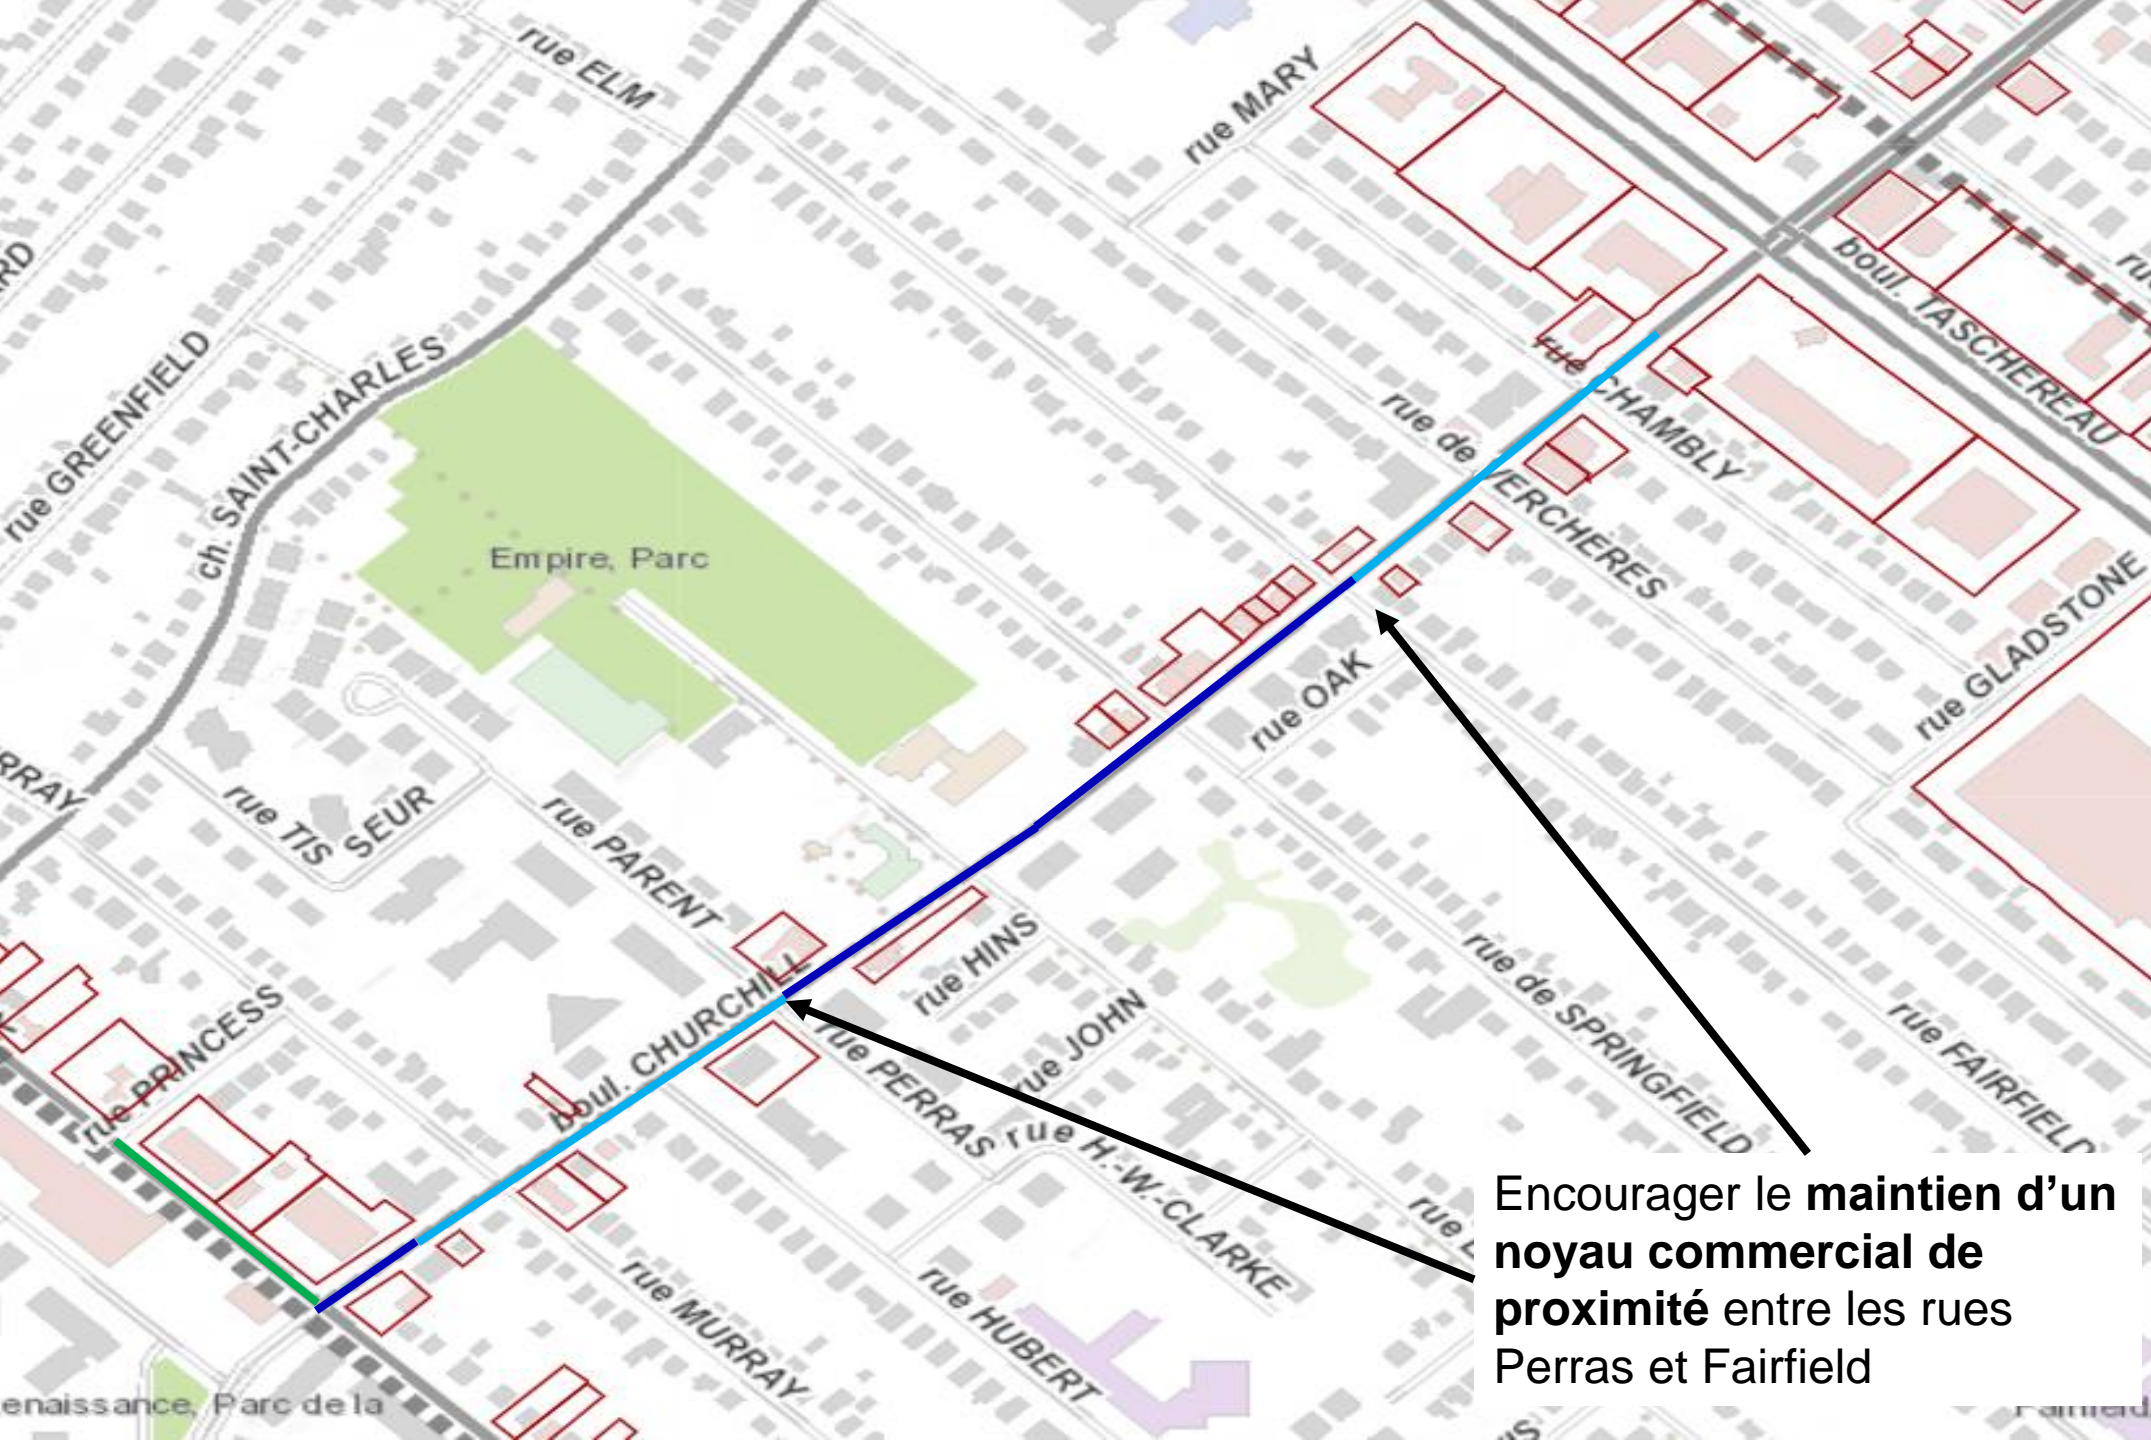 rue ELM
rue MARY
rue GREENFIELD
ch. SAINT-CHARLES
boul. TASCHEREAU
rue CHAMBLY
rue de VERCHERES
Empire, Parc
rue GLADSTONE
rue OAK
rue TIS
SEUR
rue PARENT
rue HINS
rue de SPRINGFIELD
rue FAIRFIELD
rue PRINCESS
boul. CHURCHILL
rue JOHN
rue PERRAS
rue H.-W.-CLARKE
rue MURRAY
rue HUBERT
Encourager le maintien d'un
noyau commercial de
proximité entre les rues
Perras et Fairfield
enaissance, Parc de la